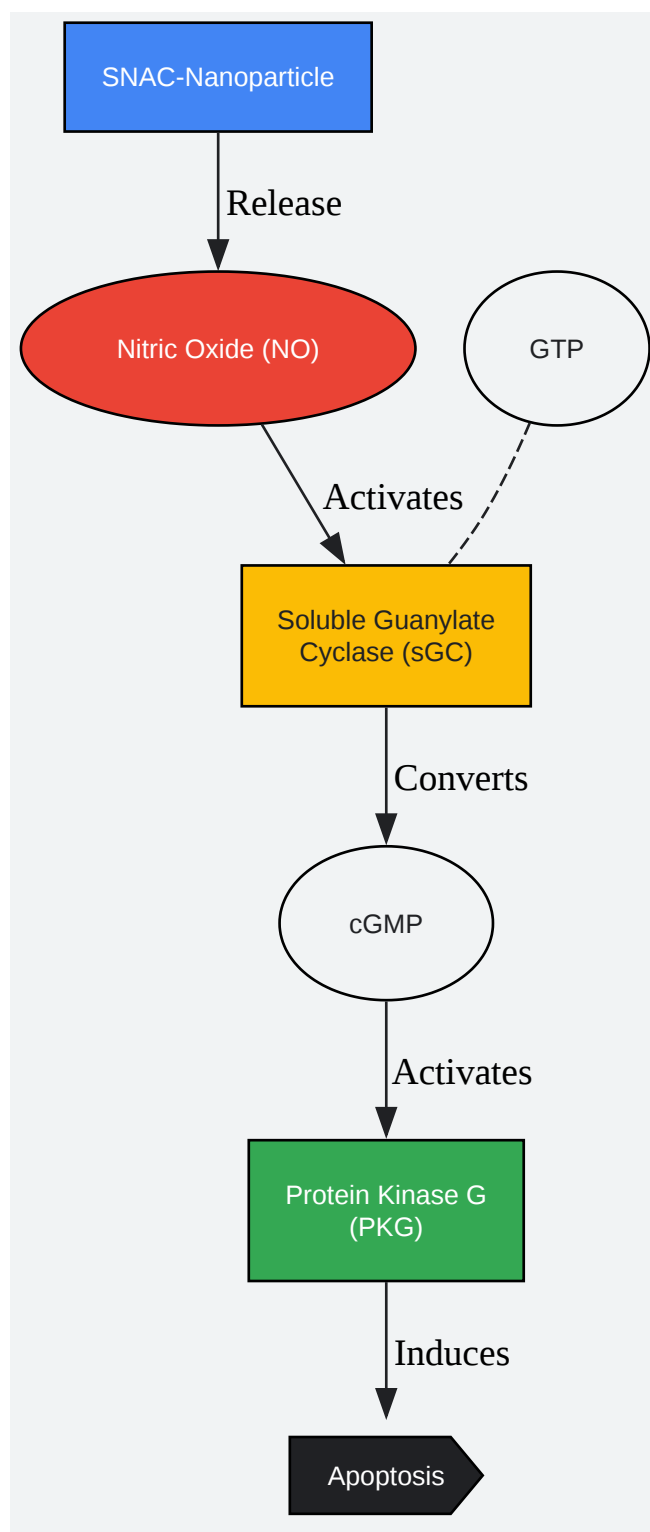 SNAC-Nanoparticle
Release
Nitric Oxide (NO)
GTP
Activates
Soluble Guanylate
Cyclase (sGC)
Converts
cGMP
Activates
Protein Kinase G
(PKG)
Induces
Apoptosis